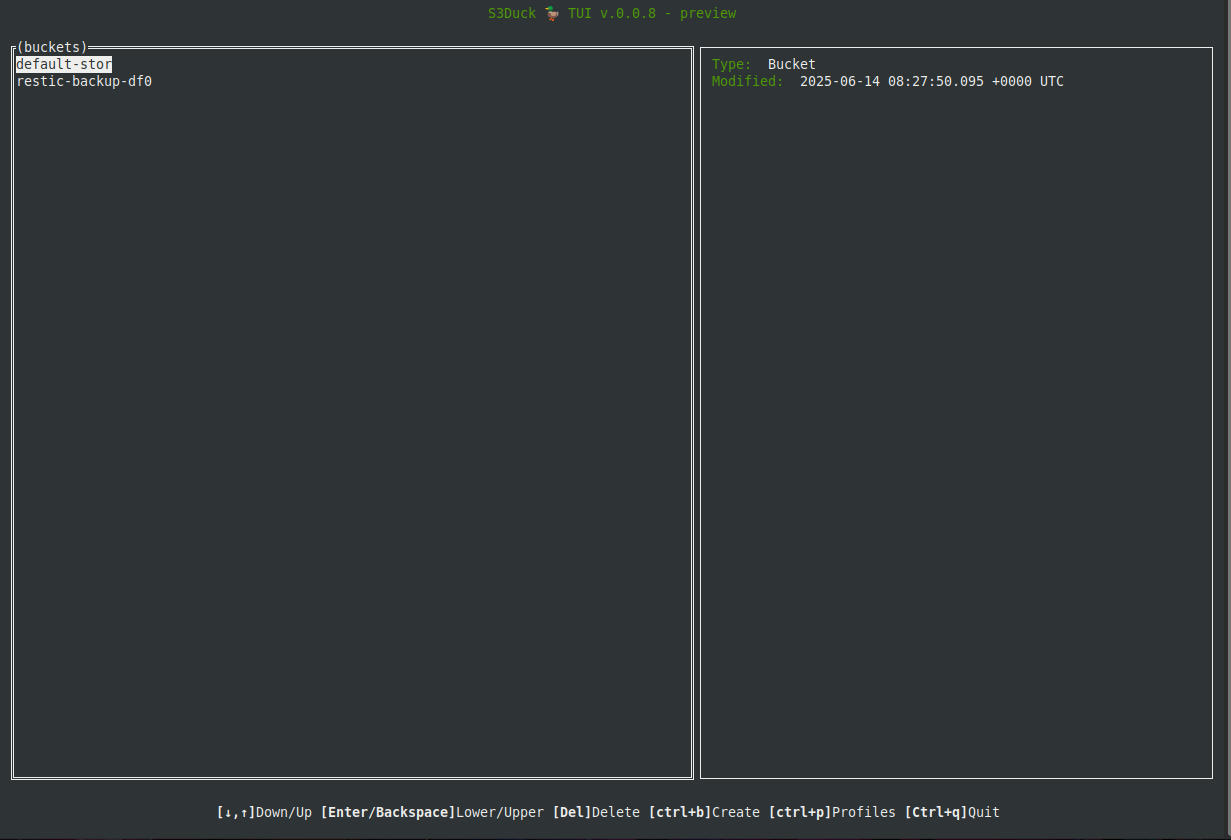 S3Duck 🦆 TUI v.0.0.8 - preview
(buckets)
default-stor
restic-backup-df0
Type: Bucket
Modified: 2025-06-14 08:27:50.095 +0000 UTC
[↓,↑]Down/Up [Enter/Backspace]Lower/Upper [Del]Delete [ctrl+b]Create [ctrl+p]Profiles [Ctrl+q]Quit